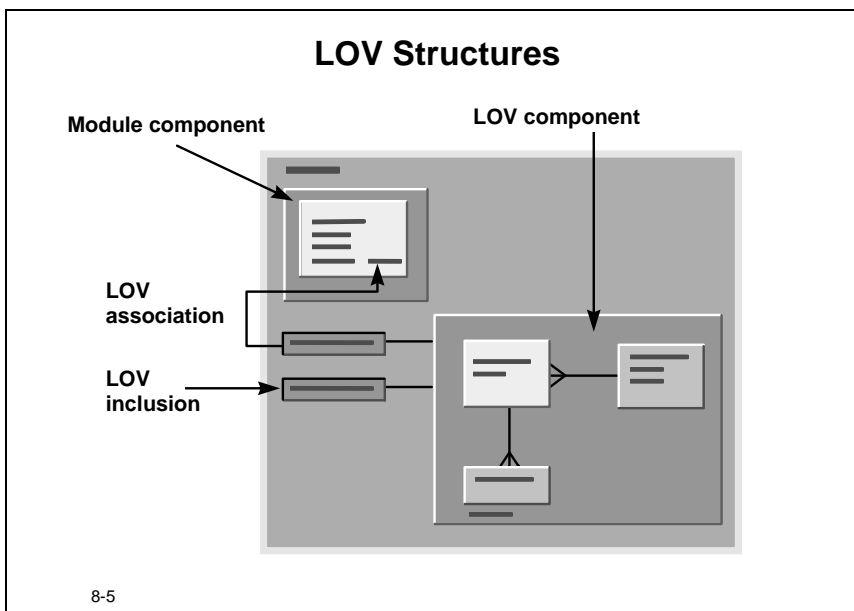 LOV Structures
Module component
LOV component
LOV
association
LOV
inclusion
8-5